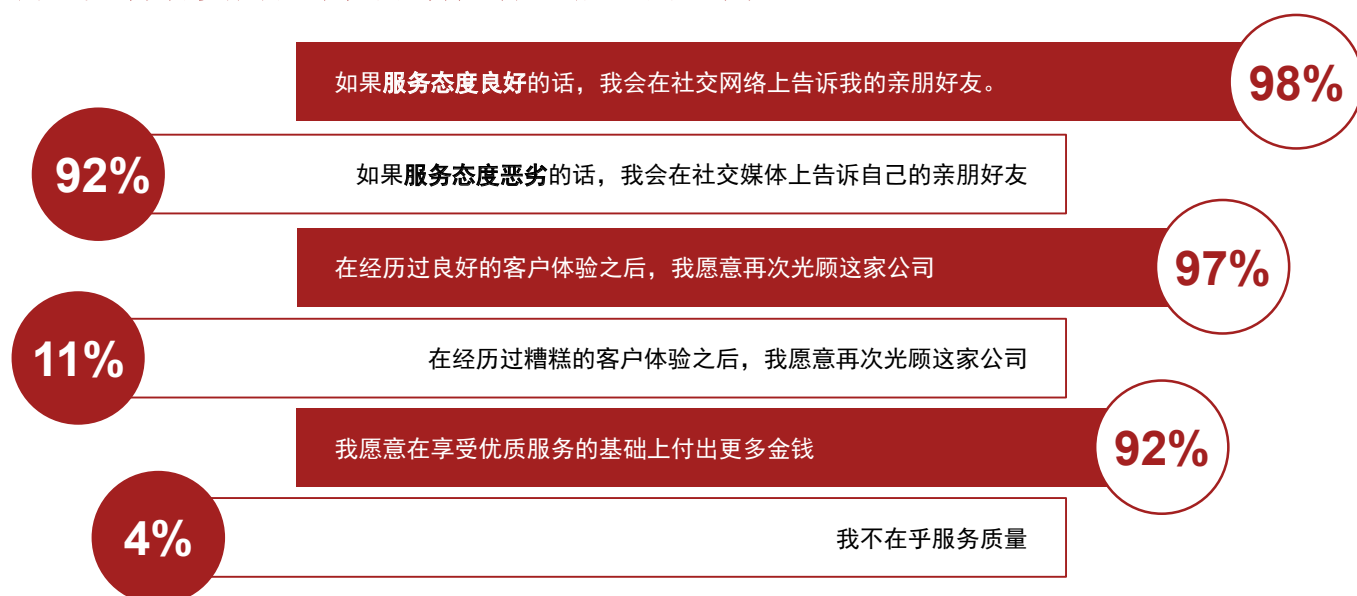 如果服务态度良好的话，我会在社交网络上告诉我的亲朋好友。
98%
92%
如果服务态度恶劣的话，我会在社交媒体上告诉自己的亲朋好友
在经历过良好的客户体验之后，我愿意再次光顾这家公司
97%
11%
在经历过糟糕的客户体验之后，我愿意再次光顾这家公司
我愿意在享受优质服务的基础上付出更多金钱
92%
4%
我不在乎服务质量